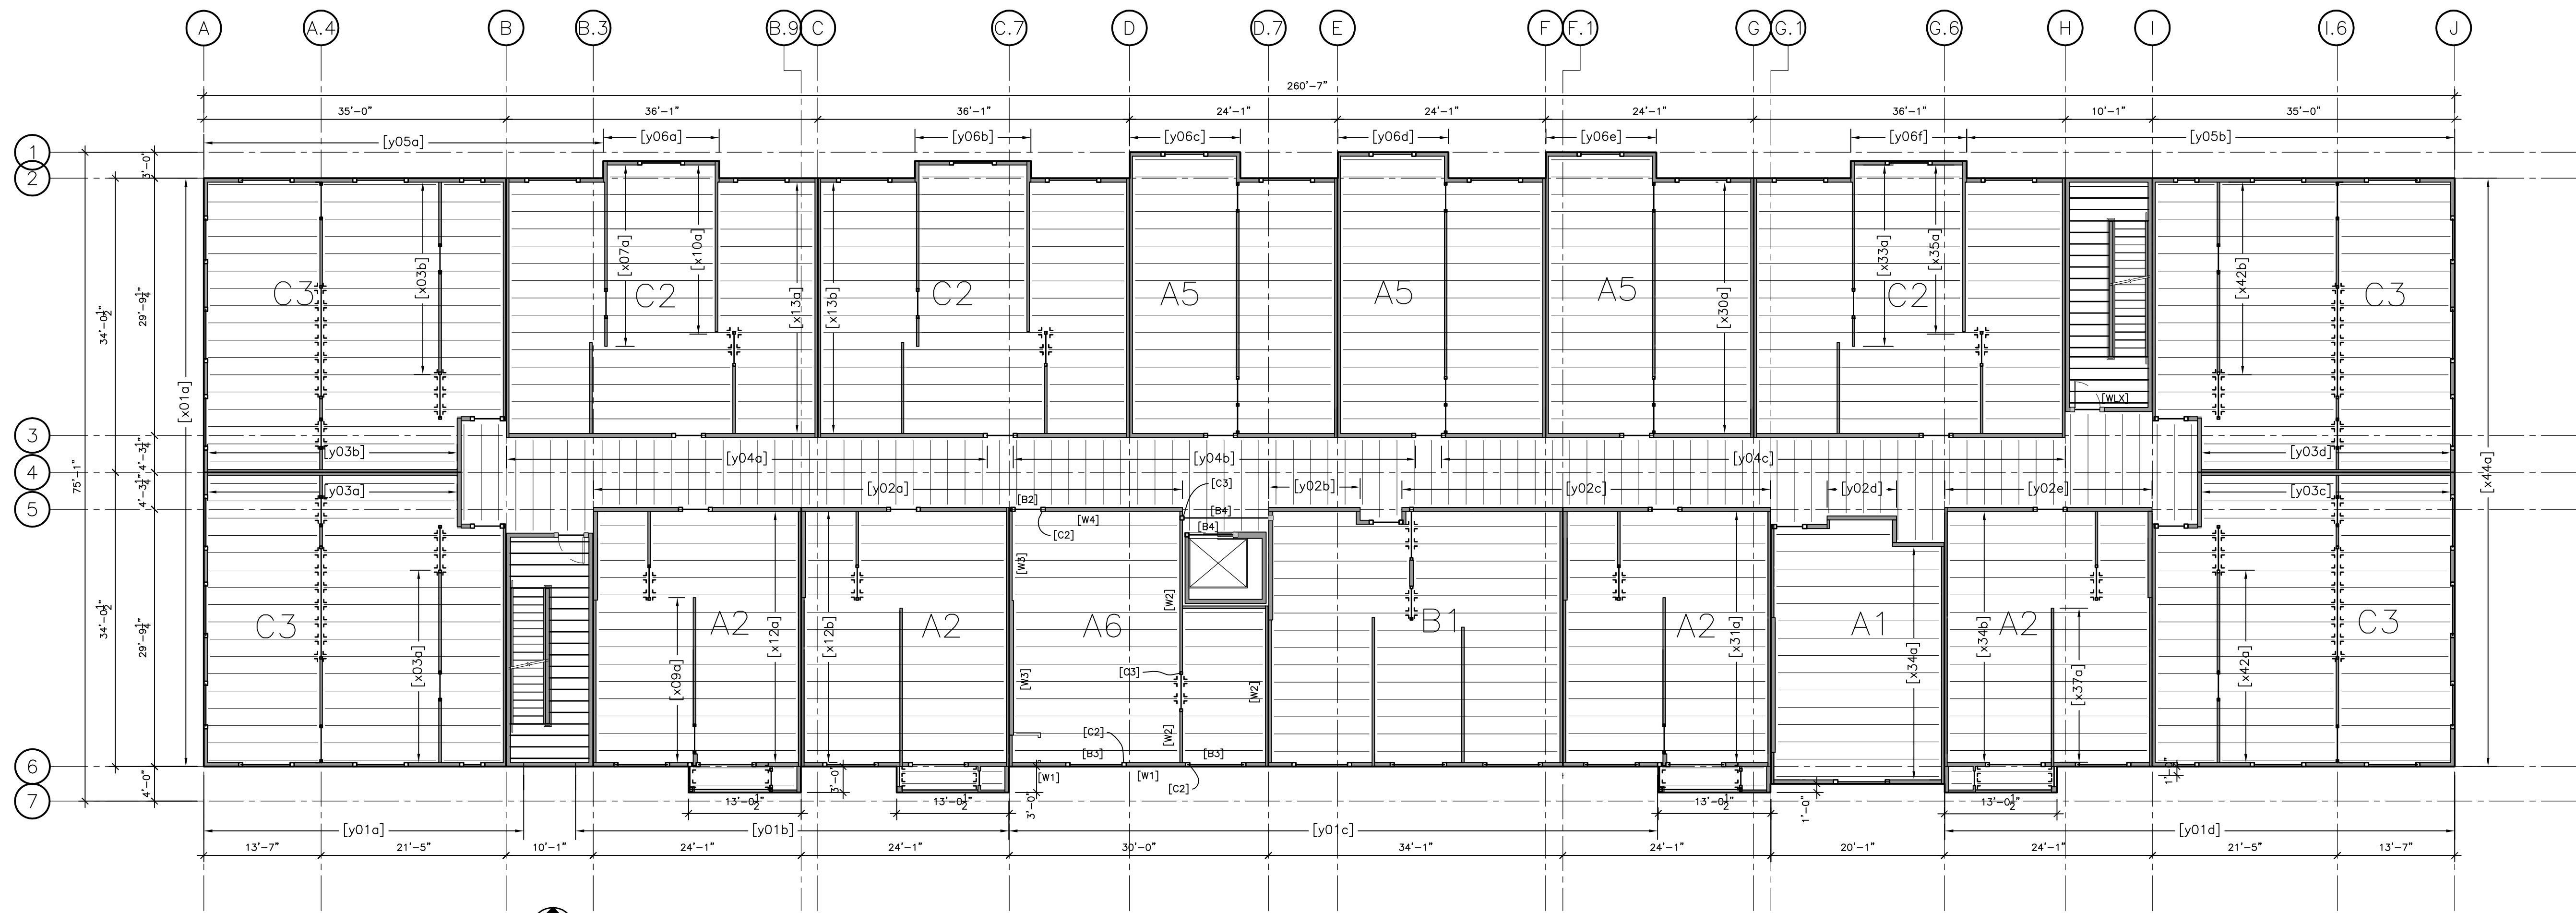 A A.4 B B.3 B.9 C C.7 D D.7 E F F.1 G G.1 G.6 H I I.6 J
260'-7"
35'-0" 36'-1" 36'-1" 24'-1" 24'-1" 24'-1" 36'-1" 10'-1" 35'-0"
[y05a] [y06a] [y06b] [y06c] [y06d] [y06e] [y06f] [y05b]
1
3'-0"
2
[x03b] [x07a] [x10a] [x13a] [x13b] [x30a] [x33a] [x35a] [x42b]
C3 C2 C2 A5 A5 A5 C2 C3
34'-0 1/2" 29'-9 1/4"
[x01a]
[WLX]
3
4'-3 1/4"
[y03b] [y04a] [y04b] [y04c] [y03d]
4
75'-1"
4'-3 1/4"
[x44a]
[y03a] [y02a] [C3] [y02b] [y02c] [y02d] [y02e] [y03c]
5
[B2] [B4]
[W4] [B4]
[C2]
[W3] [W2]
C3 A2 A2 A6 B1 A2 A1 A2 C3
34'-0 1/2" 29'-9 1/4"
[x03a] [x09a] [x12a] [x12b] [x31a] [x34a] [x34b] [x37a] [x42a]
[W3] [C3] [W2]
[C2] [W2]
[B3] [B3]
6
[W1] [W1] [C2]
4'-0" 3'-0" 3'-0" 1'-0" 1'-0"
7
13'-0 1/2" 13'-0 1/2" 13'-0 1/2" 13'-0 1/2"
[y01a] [y01b] [y01c] [y01d]
13'-7" 21'-5" 10'-1" 24'-1" 24'-1" 30'-0" 34'-1" 24'-1" 20'-1" 24'-1" 21'-5" 13'-7"